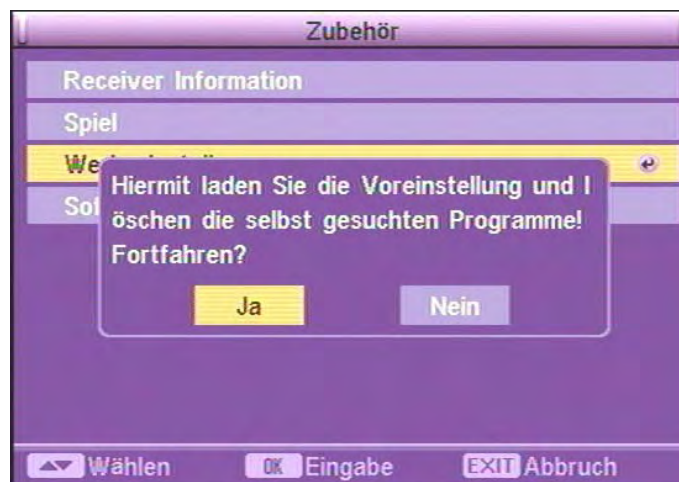 Zubehör
Receiver Information
Spiel
Hiermit laden Sie die Voreinstellung und l
öschen die selbst gesuchten Programme!
Fortfahren?
Ja Nein
Wählen OK Eingabe EXIT Abbruch